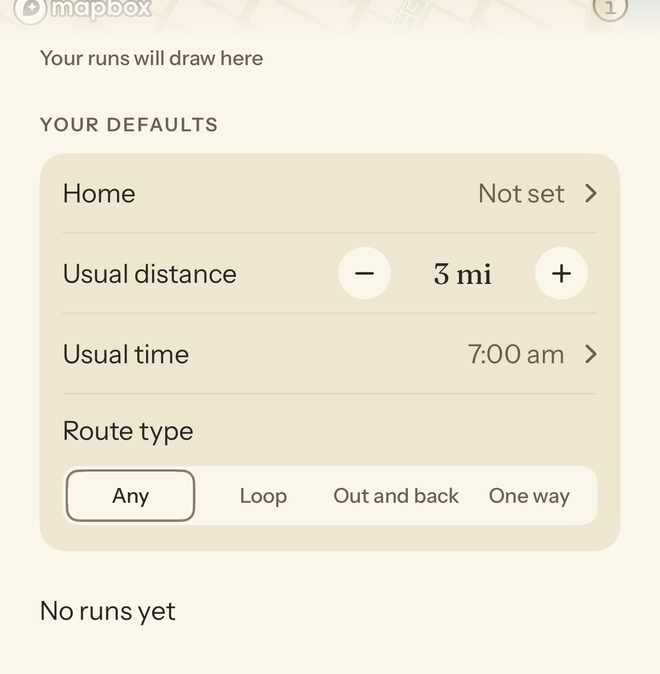 mapbox
Your runs will draw here
YOUR DEFAULTS
Home Not set
Usual distance 3 mi
Usual time 7:00 am
Route type
Any Loop Out and back One way
No runs yet